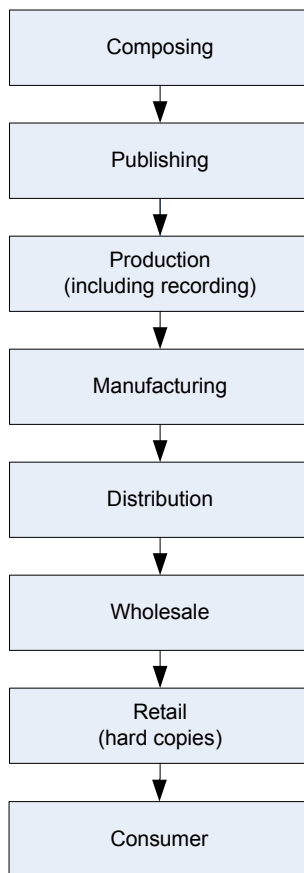 Composing
Publishing
Production
(including recording)
Manufacturing
Distribution
Wholesale
Retail
(hard copies)
Consumer